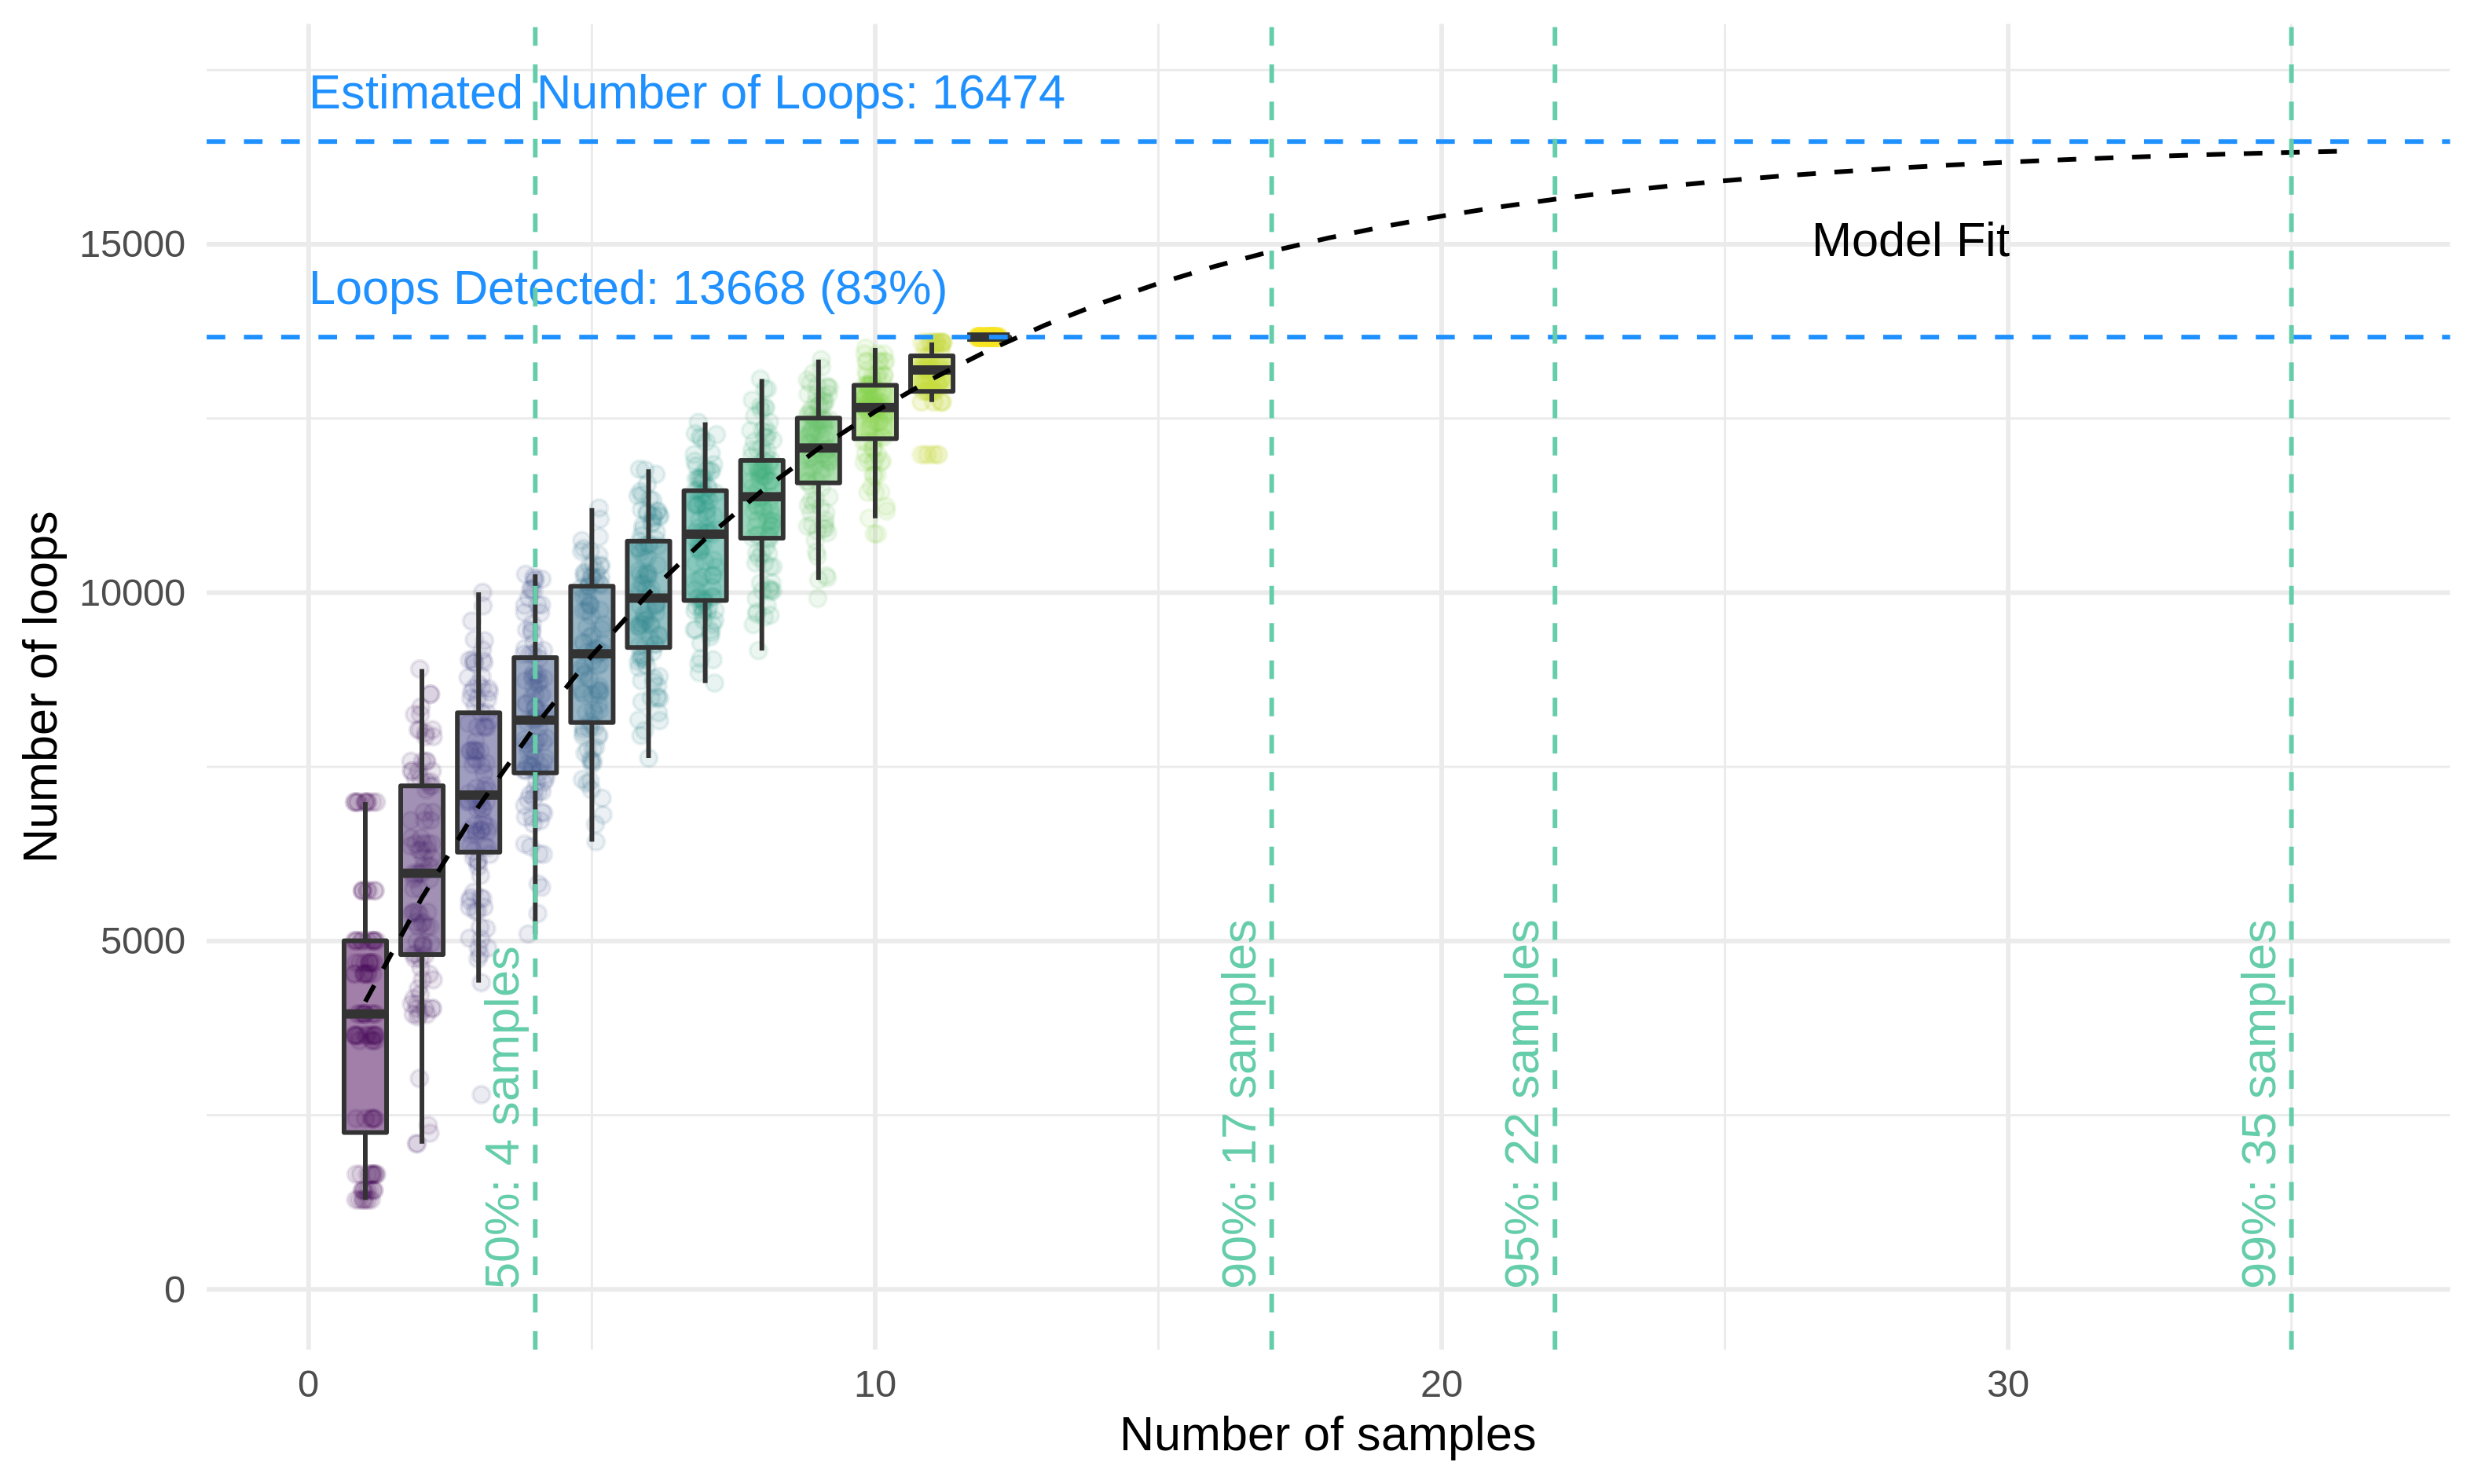 Estimated Number of Loops: 16474
15000
Model Fit
Loops Detected: 13668 (83%)
10000
Number of loops
5000
50%: 4 samples
90%: 17 samples
95%: 22 samples
99%: 35 samples
0
0
10
20
30
Number of samples